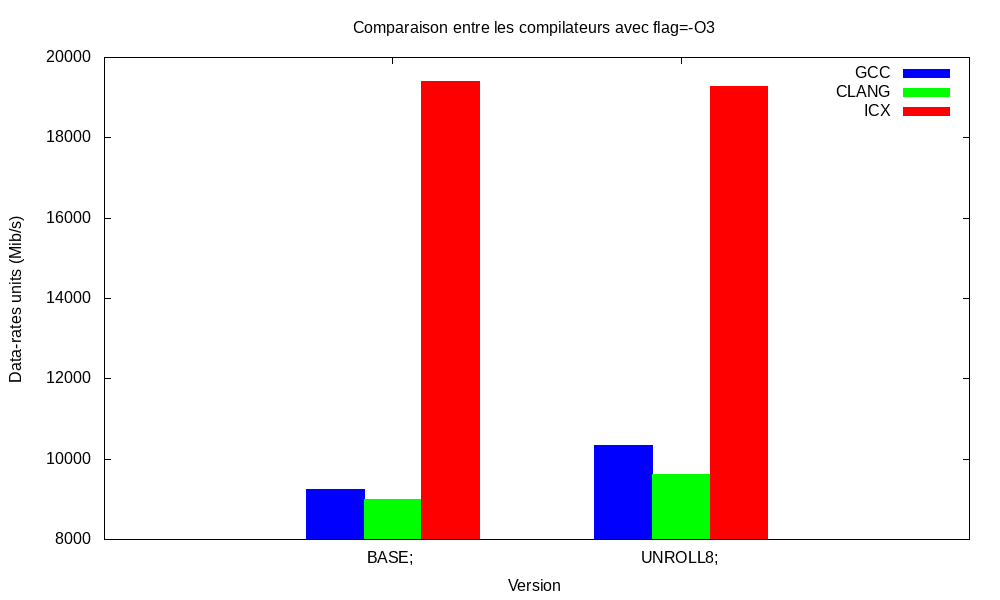 Comparaison entre les compilateurs avec flag=-O3
20000
18000
16000
14000
12000
10000
8000
Data-rates units (Mib/s)
GCC
CLANG
ICX
BASE;
UNROLL8;
Version